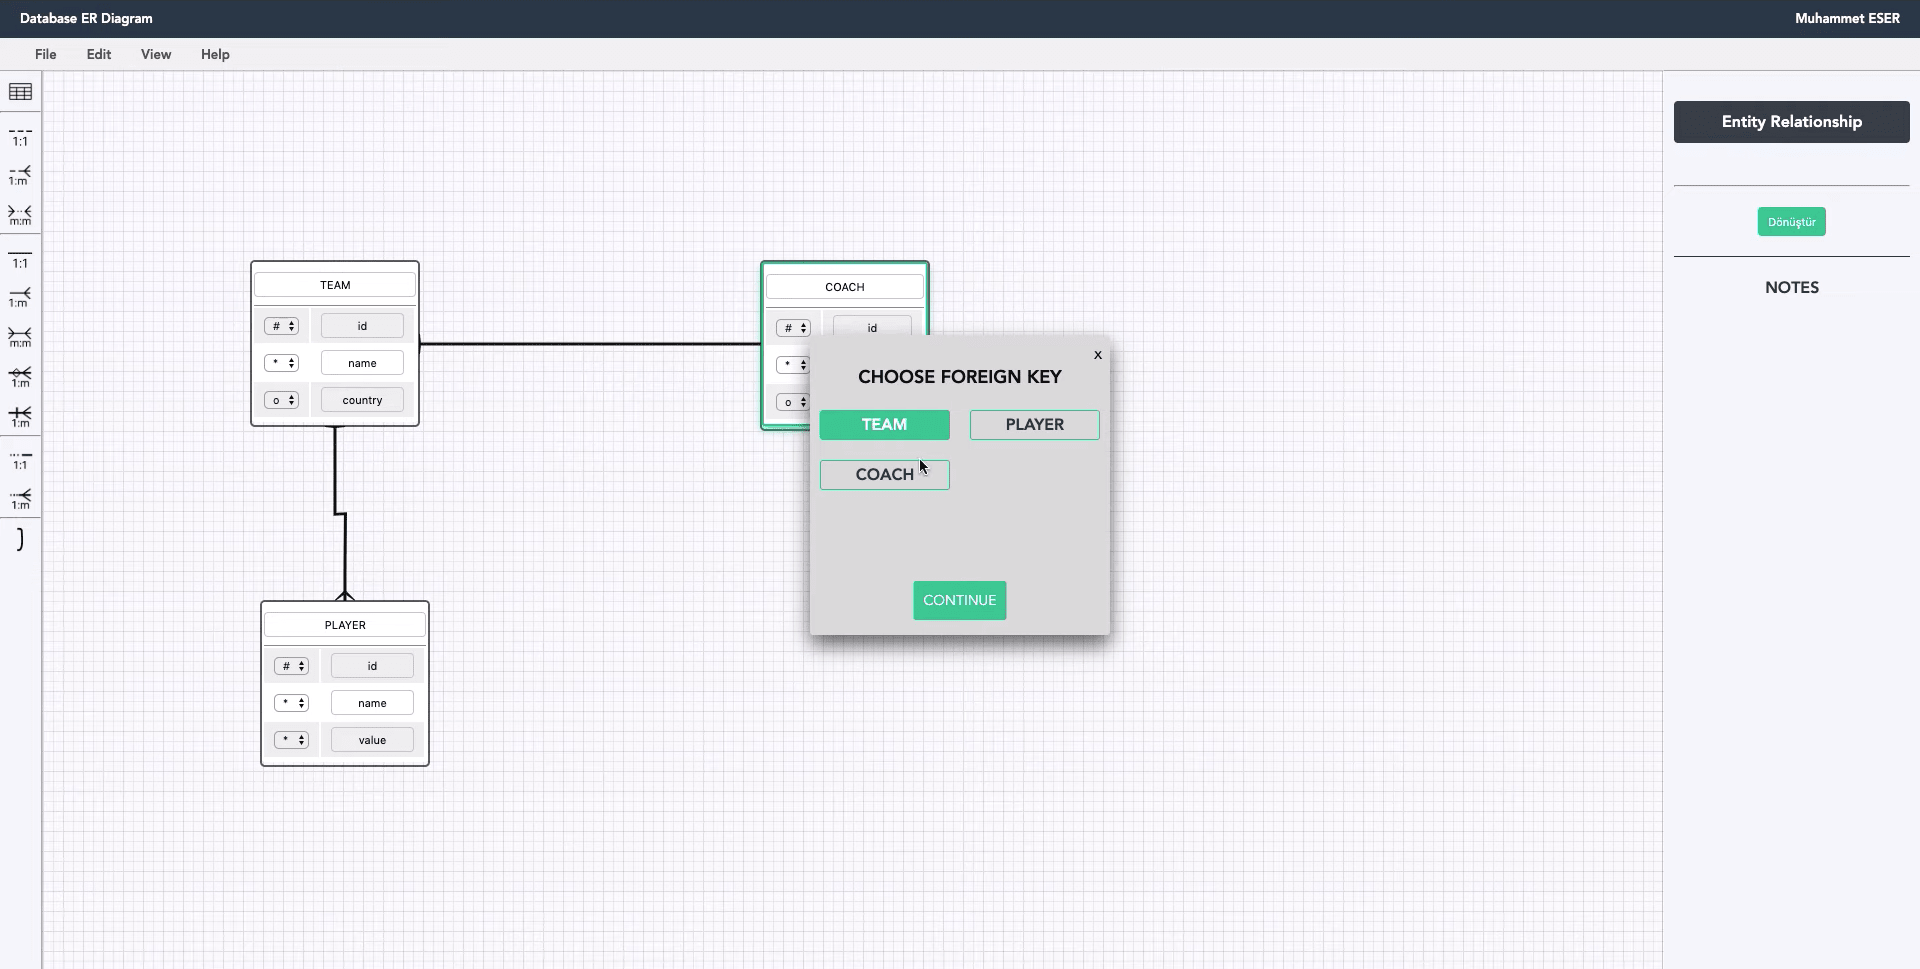 Database ER Diagram
Muhammet ESER
File Edit View Help
1:1
1:m
m:m
1:1
1:m
m:m
1:m
1:m
1:1
1:m
TEAM
# id
* name
o country
COACH
# id
*
o
PLAYER
# id
* name
* value
x
CHOOSE FOREIGN KEY
TEAM PLAYER
COACH
CONTINUE
Entity Relationship
Dönüştür
NOTES